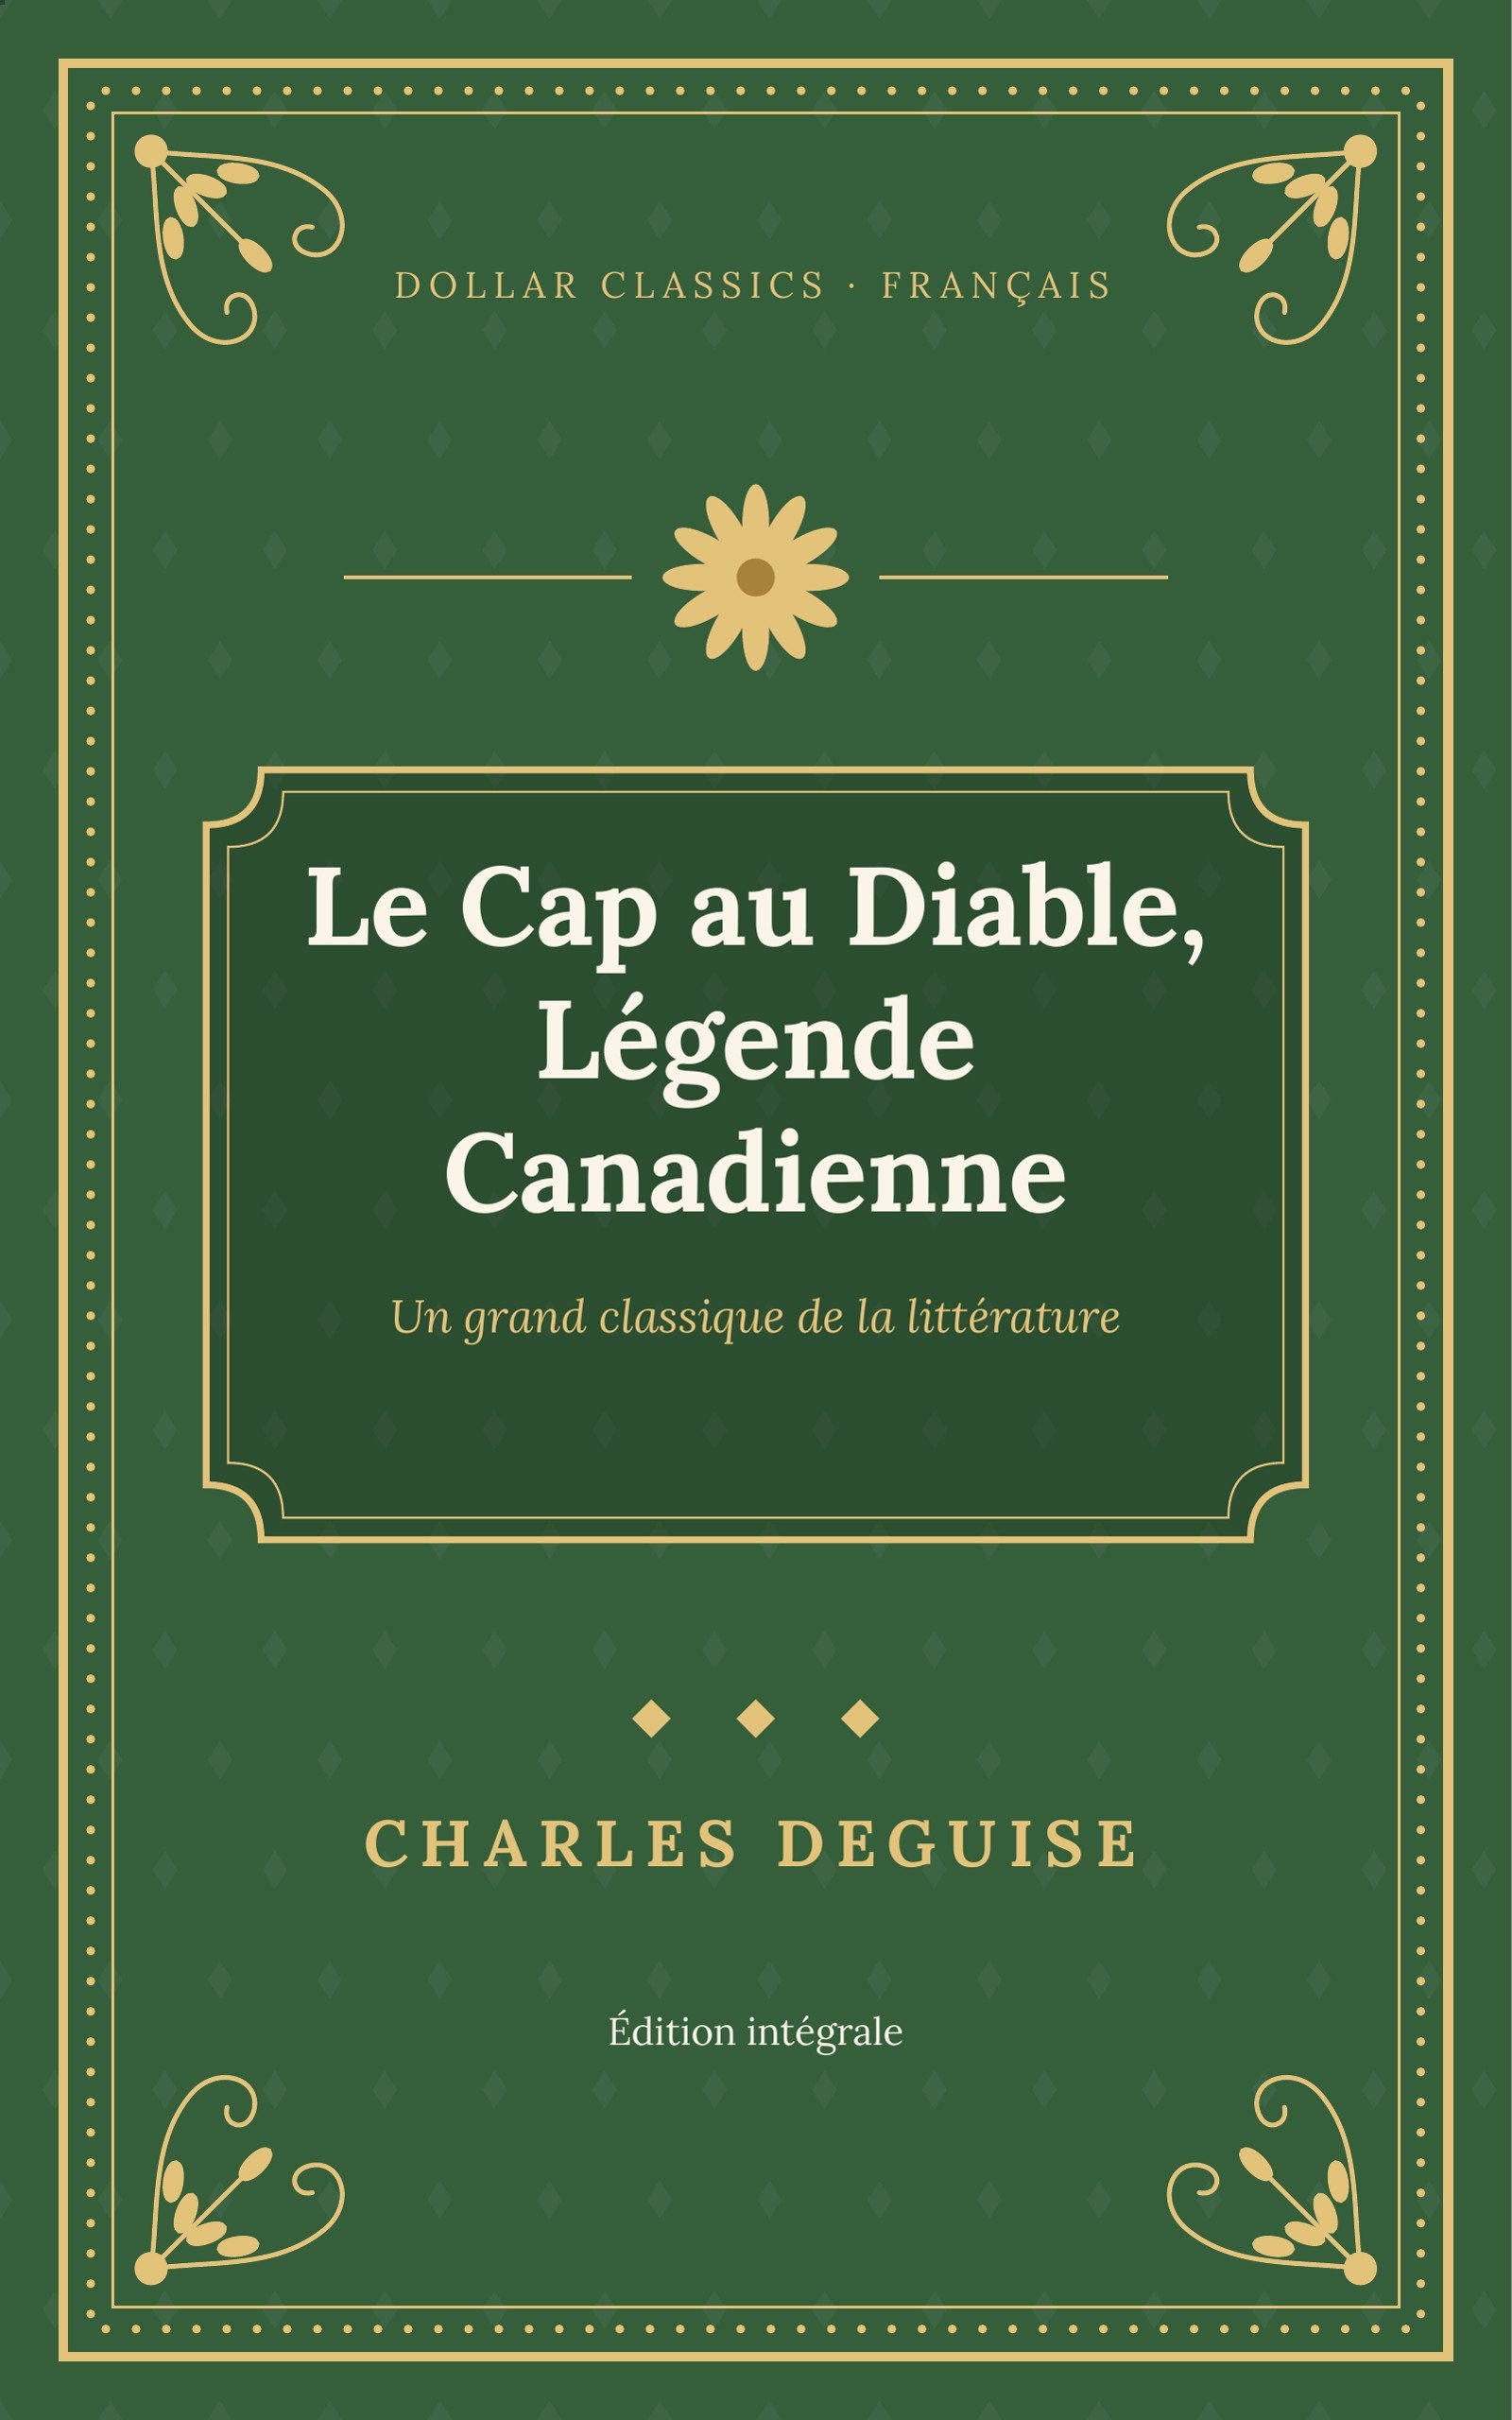 DOLLAR CLASSICS · FRANÇAIS
Le Cap au Diable,
Légende
Canadienne
Un grand classique de la littérature
CHARLES DEGUISE
Édition intégrale